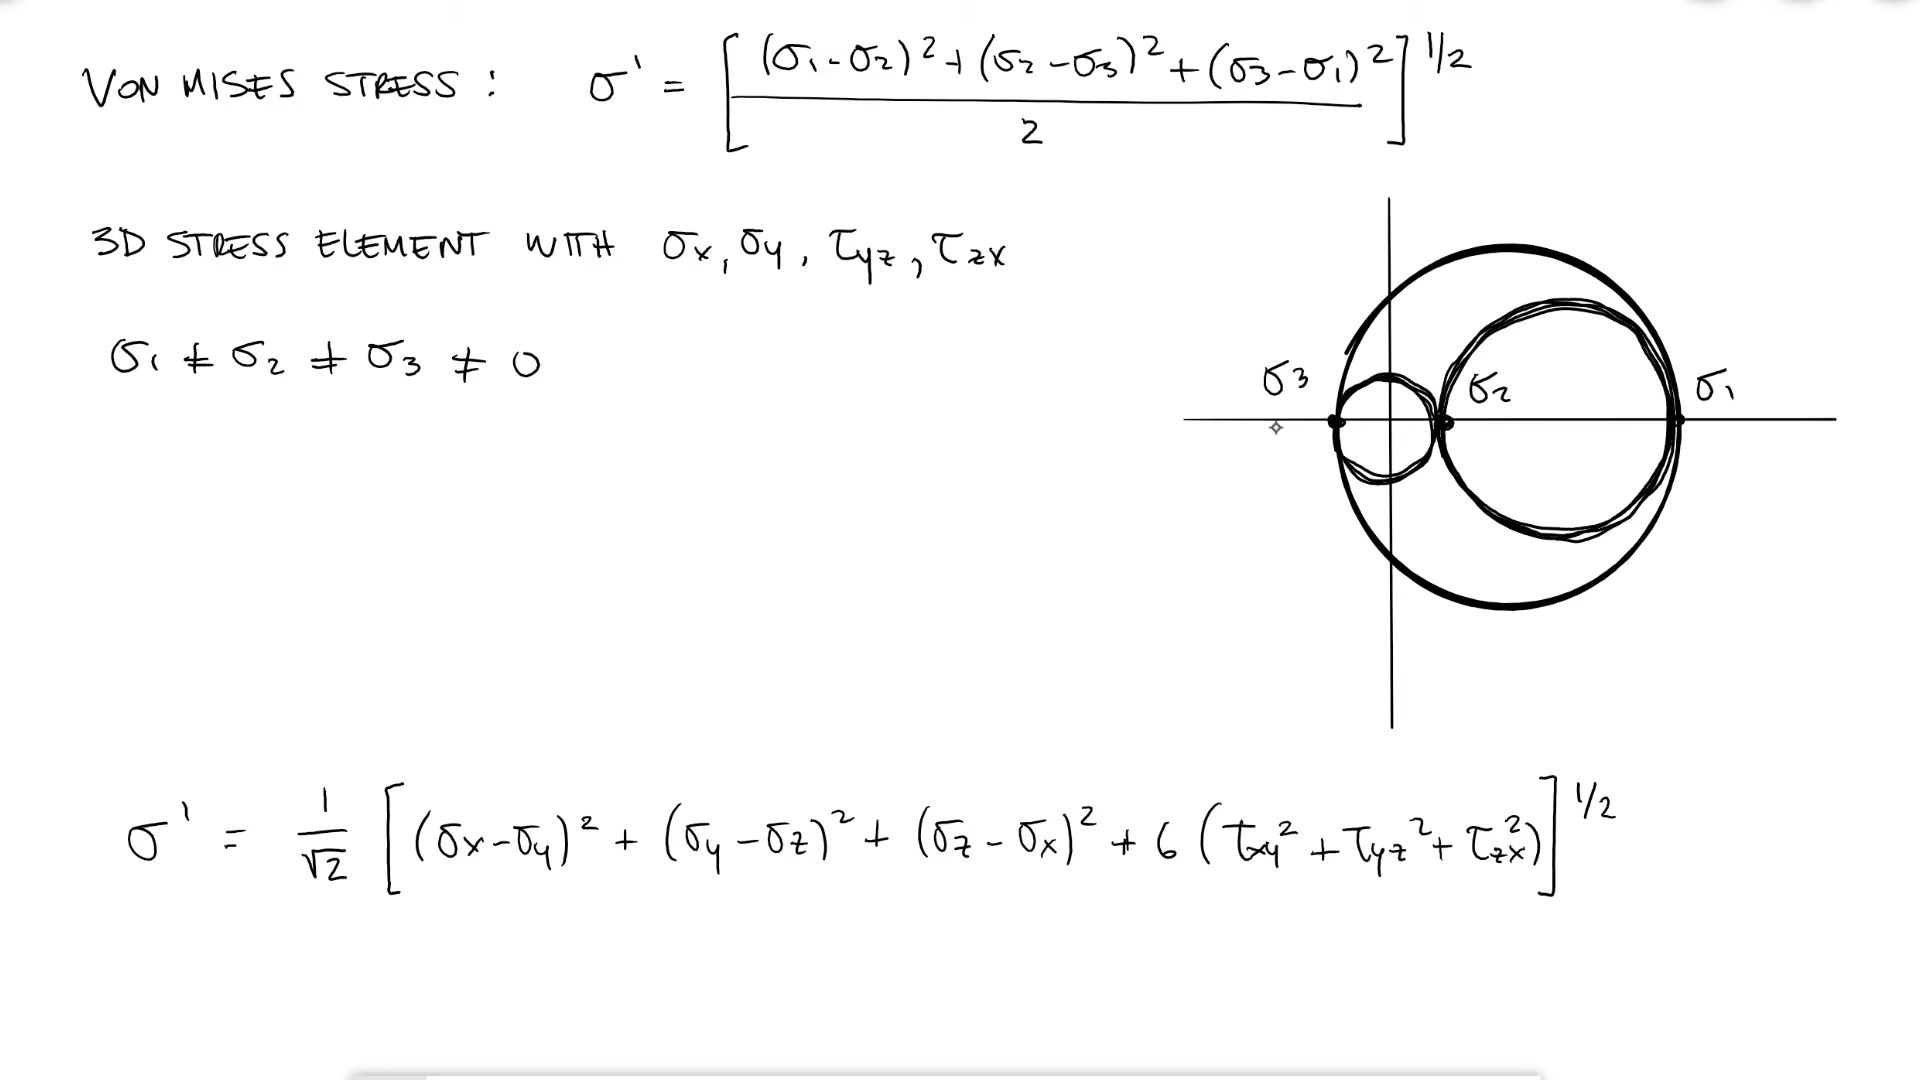 VON MISES STRESS : σ' = [((σ1-σ2)²+(σ2-σ3)²+(σ3-σ1)²)/2]^1/2
3D STRESS ELEMENT WITH σx, σy, τyz, τzx
σ1 ≠ σ2 ≠ σ3 ≠ 0
σ3 σ2 σ1
σ' = 1/√2 [(σx-σy)² + (σy-σz)² + (σz-σx)² + 6(τxy²+τyz²+τzx²)]^1/2